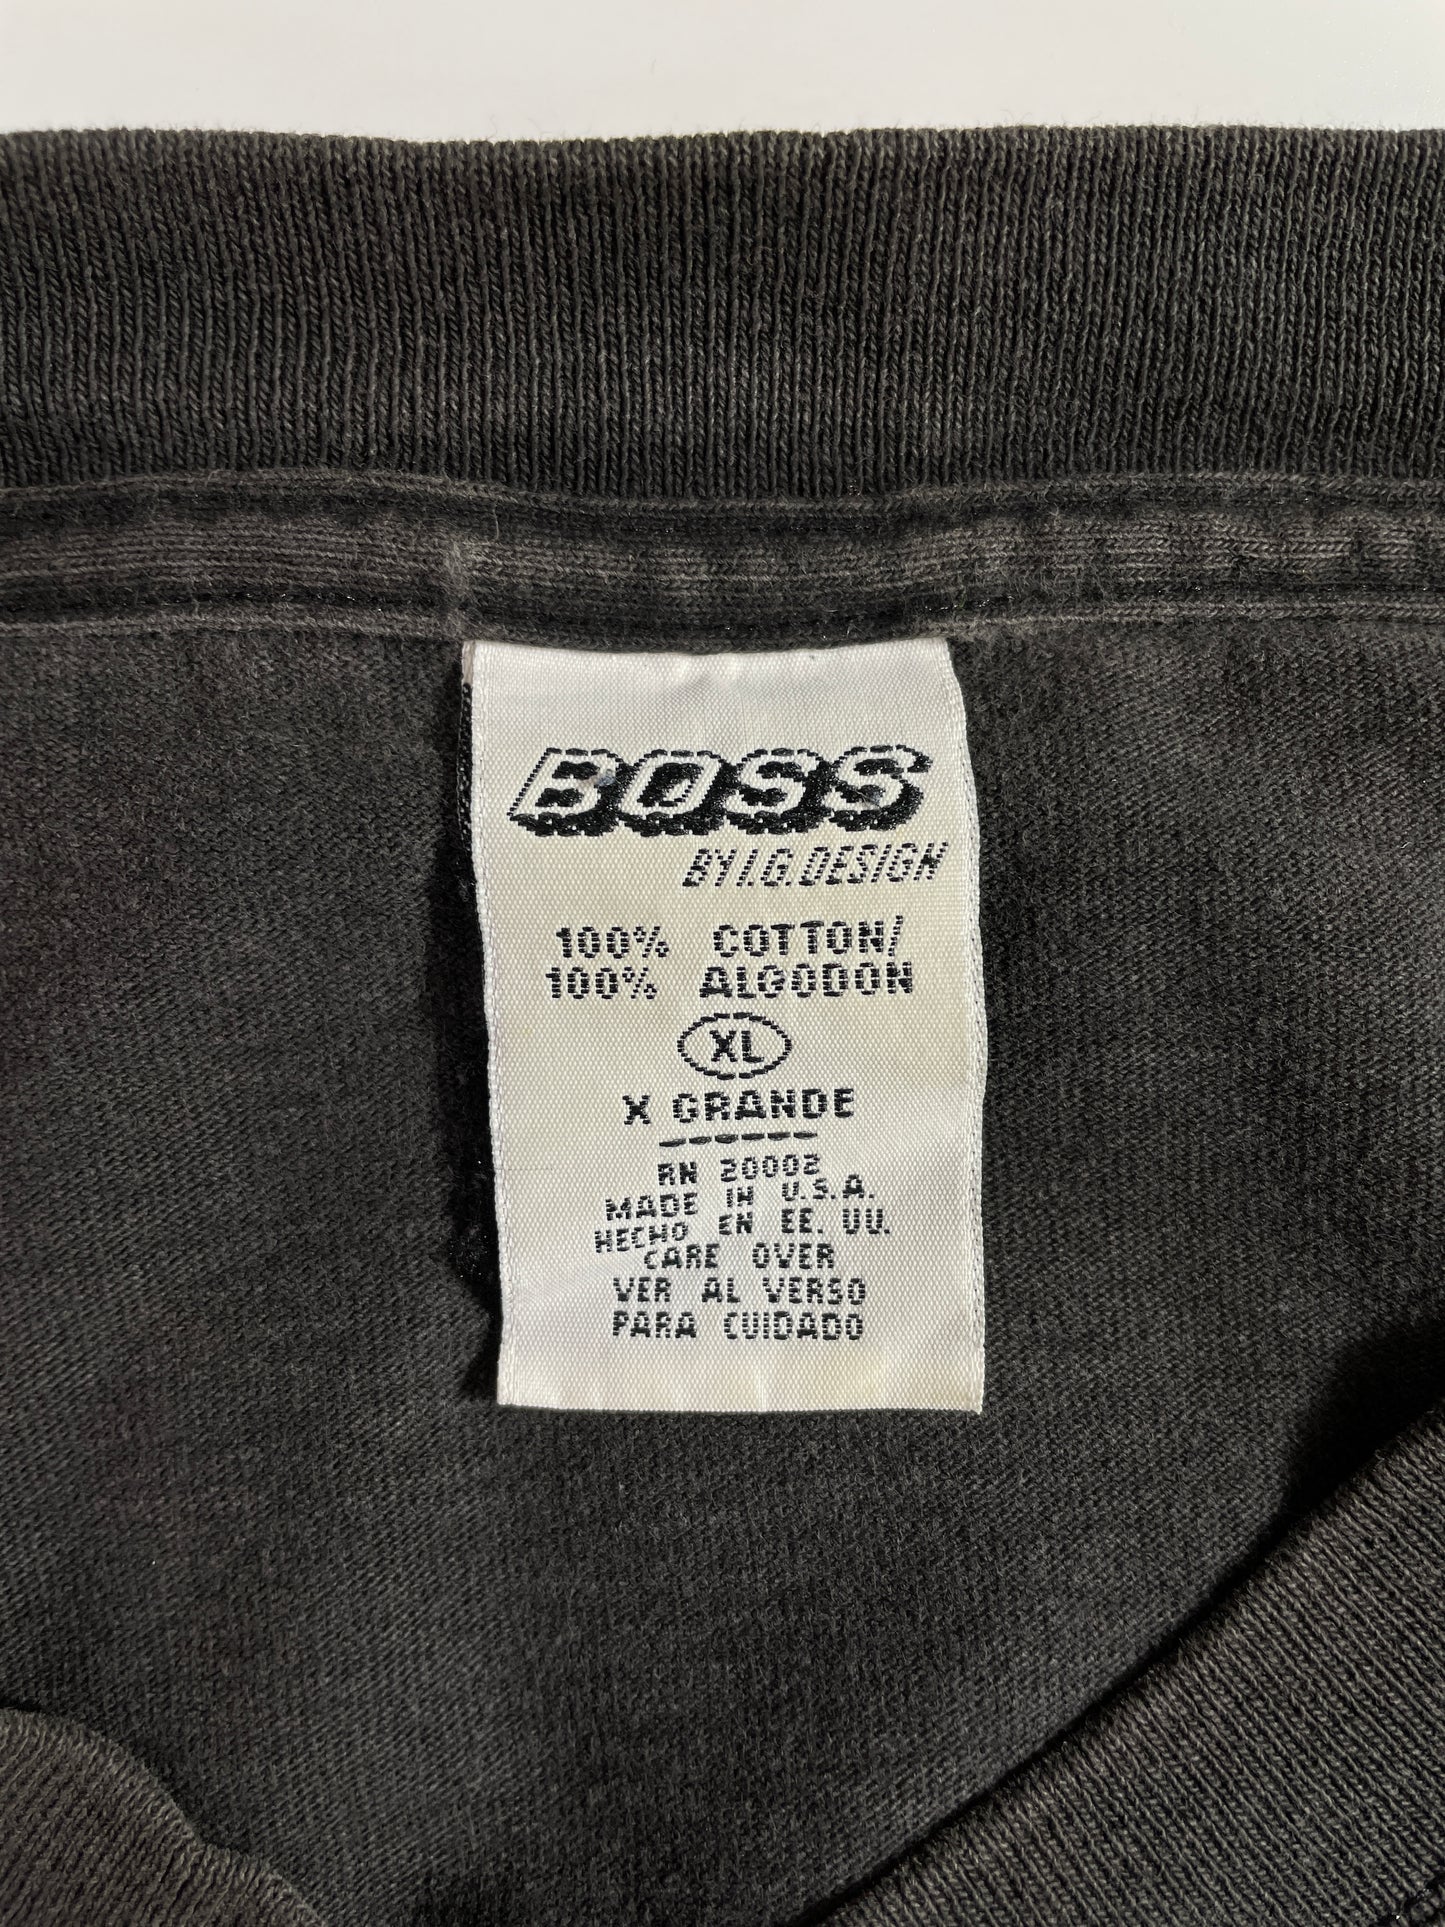 BOSS
BY I.G. DESIGN
100% COTTON/
100% ALGODON
XL
X GRANDE
RN 20002
MADE IN U.S.A.
HECHO EN EE. UU.
CARE OVER
VER AL VERSO
PARA CUIDADO